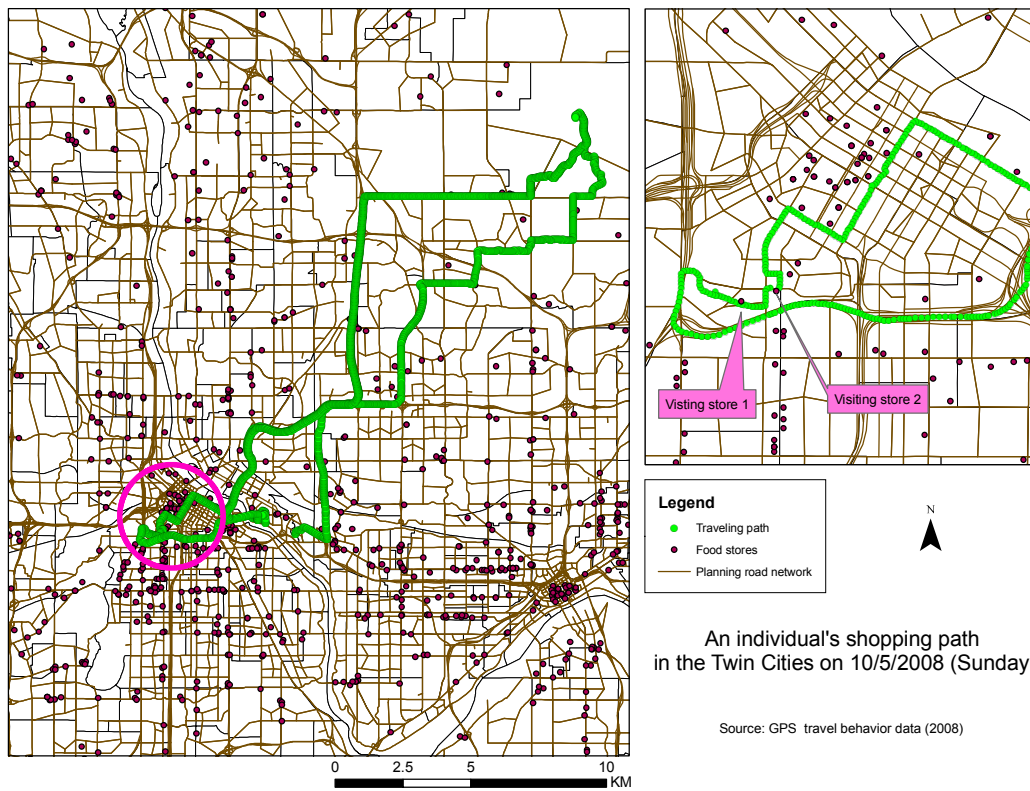 Visting store 1
Visiting store 2
Legend
Traveling path
Food stores
Planning road network
N
An individual's shopping path
in the Twin Cities on 10/5/2008 (Sunday
Source: GPS travel behavior data (2008)
0 2.5 5 10
KM